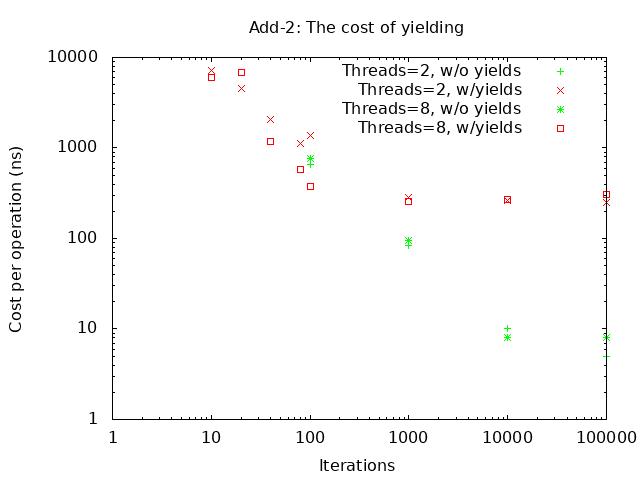 Add-2: The cost of yielding
10000
1000
100
10
1
Cost per operation (ns)
Threads=2, w/o yields
Threads=2, w/yields
Threads=8, w/o yields
Threads=8, w/yields
1 10 100 1000 10000 100000
Iterations